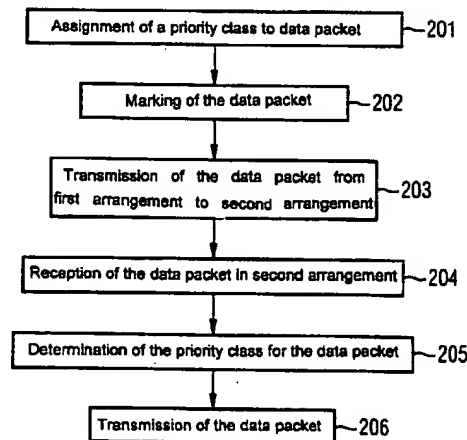 Assignment of a priority class to data packet 201
Marking of the data packet 202
Transmission of the data packet from
first arrangement to second arrangement 203
Reception of the data packet in second arrangement 204
Determination of the priority class for the data packet 205
Transmission of the data packet 206